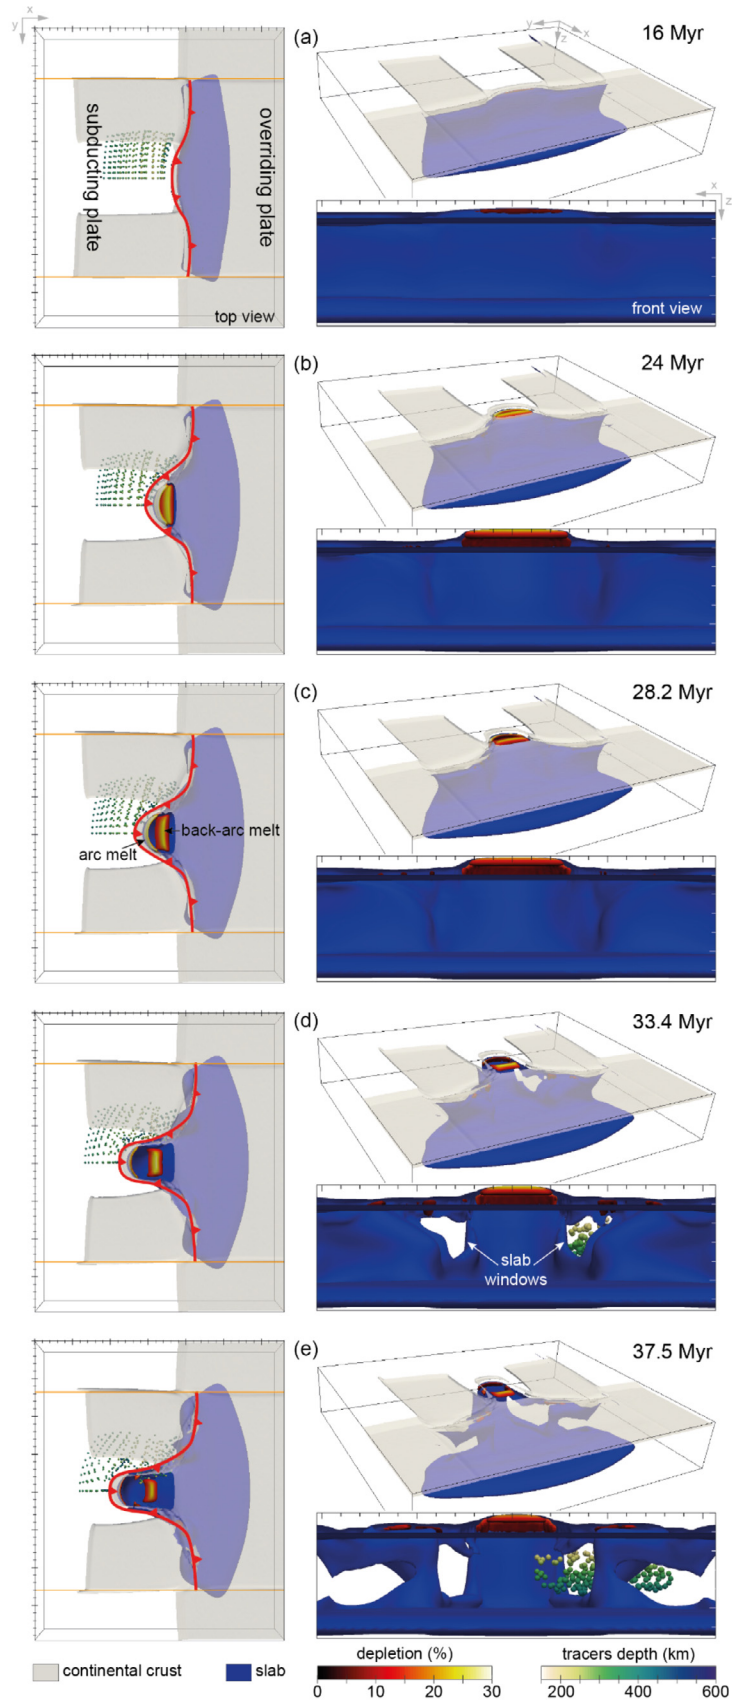 x
y
(a)
16 Myr
y
x
z
subducting plate
overriding plate
top view
x
z
front view
(b)
24 Myr
(c)
28.2 Myr
back-arc melt
arc melt
(d)
33.4 Myr
slab
windows
(e)
37.5 Myr
continental crust
slab
depletion (%)
0 10 20 30
tracers depth (km)
200 400 600